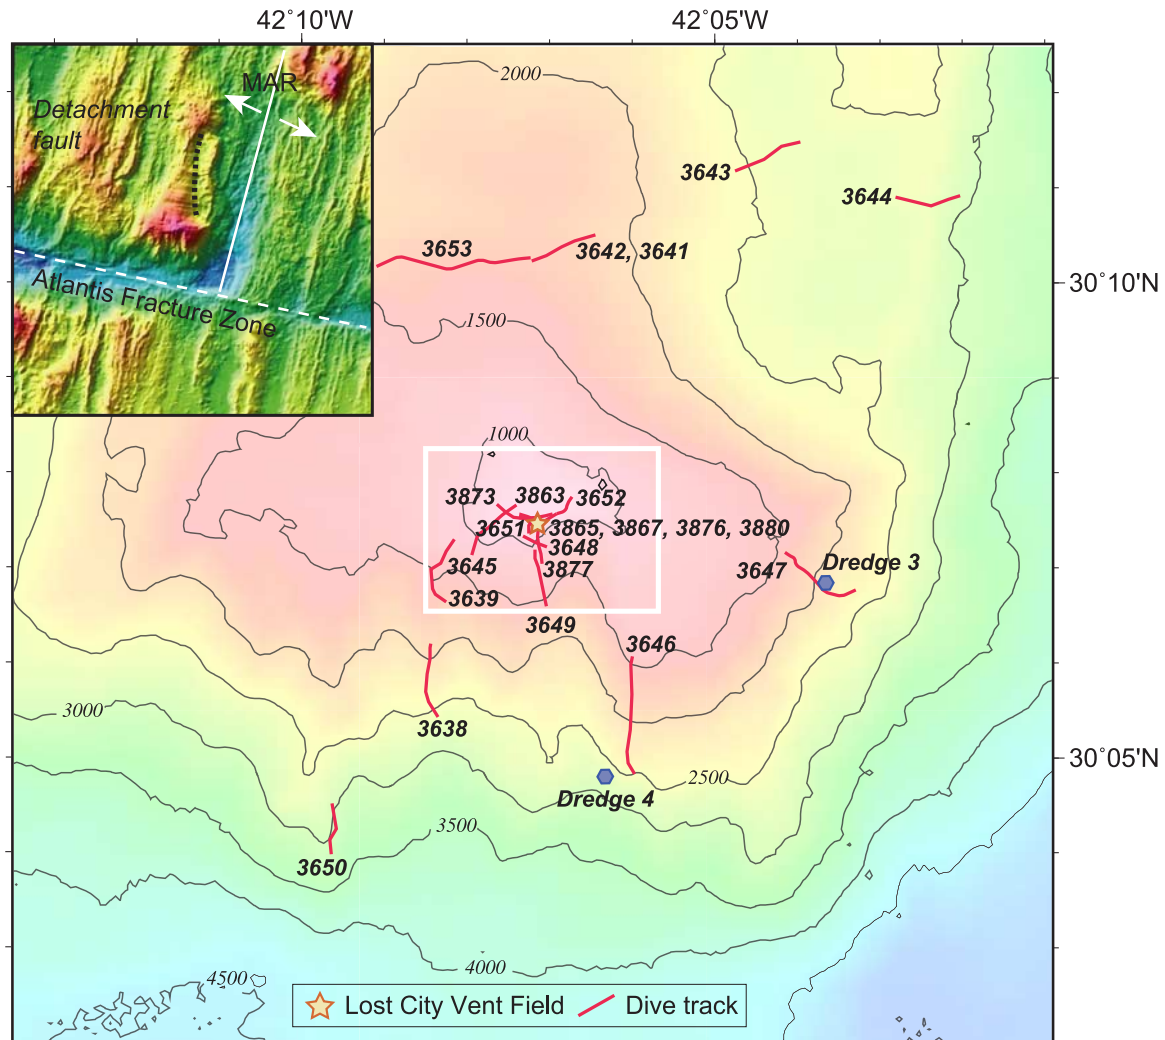 42°10'W
42°05'W
MAR
Detachment
fault
Atlantis Fracture Zone
2000
3643
3644
3653
3642, 3641
30°10'N
1500
1000
3873
3863
3652
3651
3865, 3867, 3876, 3880
3648
3645
3877
3647
Dredge 3
3639
3649
3646
3000
3638
30°05'N
2500
Dredge 4
3500
3650
4000
4500
Lost City Vent Field
Dive track